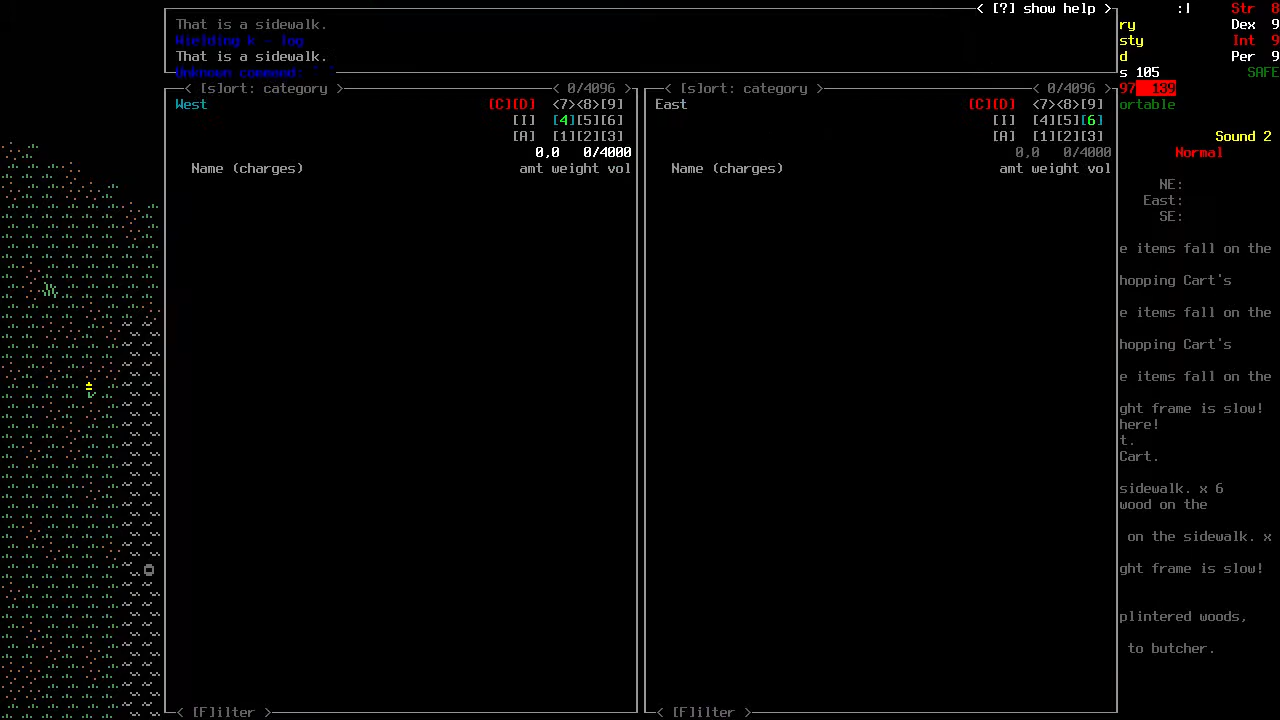 < [?] show help >
That is a sidewalk.
Wielding k - log
That is a sidewalk.
Unknown command: ` `
:| Str 8
ry Dex 9
sty Int 9
d Per 9
s 105 SAFE
97 139
ortable
Sound 2
Normal
NE:
East:
SE:
< [s]ort: category > < 0/4096 >
West [C][D] <7><8>[9]
[I] [4][5][6]
[A] [1][2][3]
0,0 0/4000
Name (charges) amt weight vol
< [F]ilter >
< [s]ort: category > < 0/4096 >
East [C][D] <7><8>[9]
[I] [4][5][6]
[A] [1][2][3]
0,0 0/4000
Name (charges) amt weight vol
< [F]ilter >
e items fall on the
hopping Cart's
e items fall on the
hopping Cart's
e items fall on the
ght frame is slow!
here!
t.
Cart.
sidewalk. x 6
wood on the
on the sidewalk. x
ght frame is slow!
plintered woods,
to butcher.